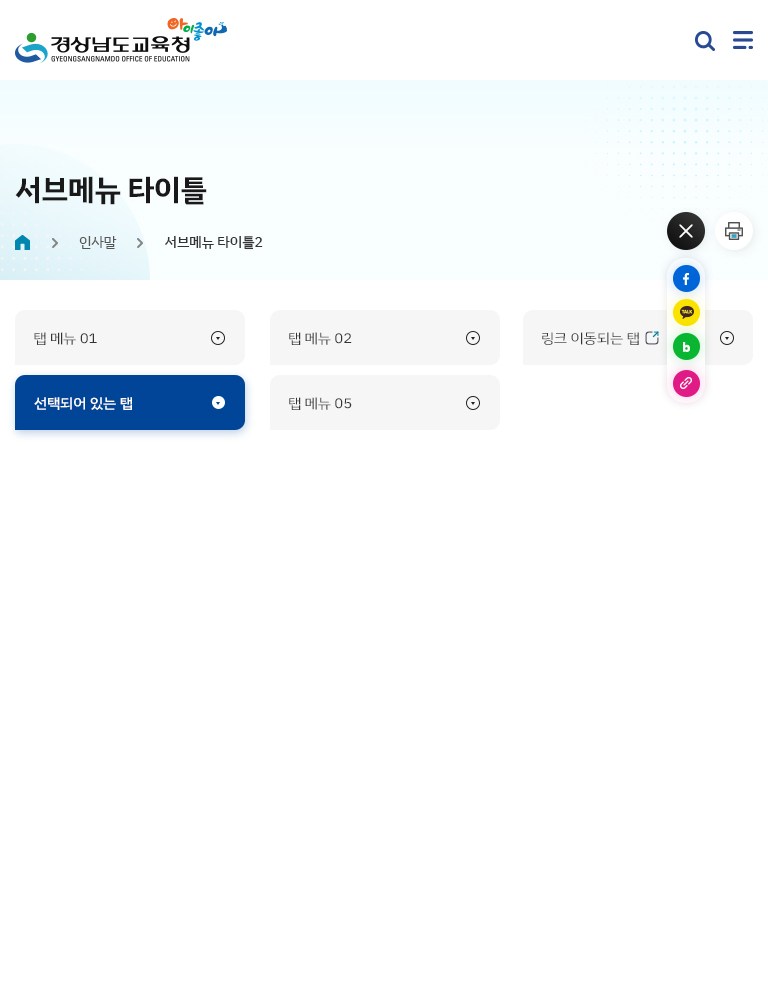 아이좋아
경상남도교육청
GYEONGSANGNAMDO OFFICE OF EDUCATION
서브메뉴 타이틀
인사말
서브메뉴 타이틀2
탭 메뉴 01
탭 메뉴 02
링크 이동되는 탭
선택되어 있는 탭
탭 메뉴 05
f
TALK
b